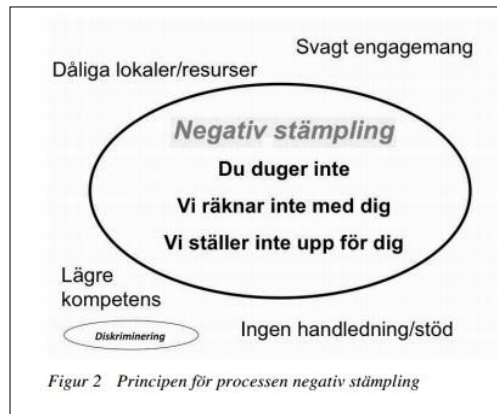 Svagt engagemang
Dåliga lokaler/resurser
Negativ stämpling
Du duger inte
Vi räknar inte med dig
Vi ställer inte upp för dig
Lägre
kompetens
Diskriminering
Ingen handledning/stöd
Figur 2 Principen för processen negativ stämpling